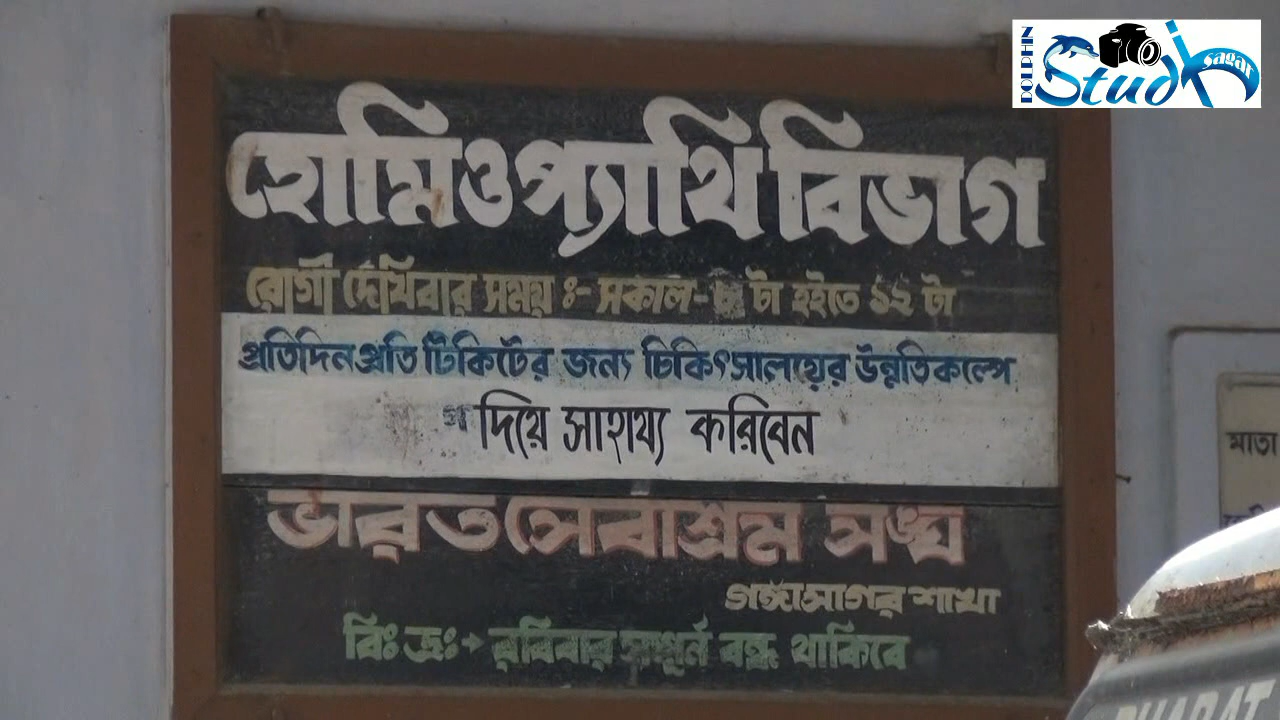 DOLPHIN
Studio
sagar
হোমিওপ্যাথি বিভাগ
রোগী দেখিবার সময় ঃ- সকাল- টা হইতে ১২ টা
প্রতিদিন প্রতি টিকিটের জন্য চিকিৎসালয়ের উন্নতিকল্পে
দিয়ে সাহায্য করিবেন
ভারত সেবাশ্রম সঙ্ঘ
গঙ্গাসাগর শাখা
বিঃ দ্রঃ→ রবিবার বন্ধ থাকিবে
মাতা
BHARAT